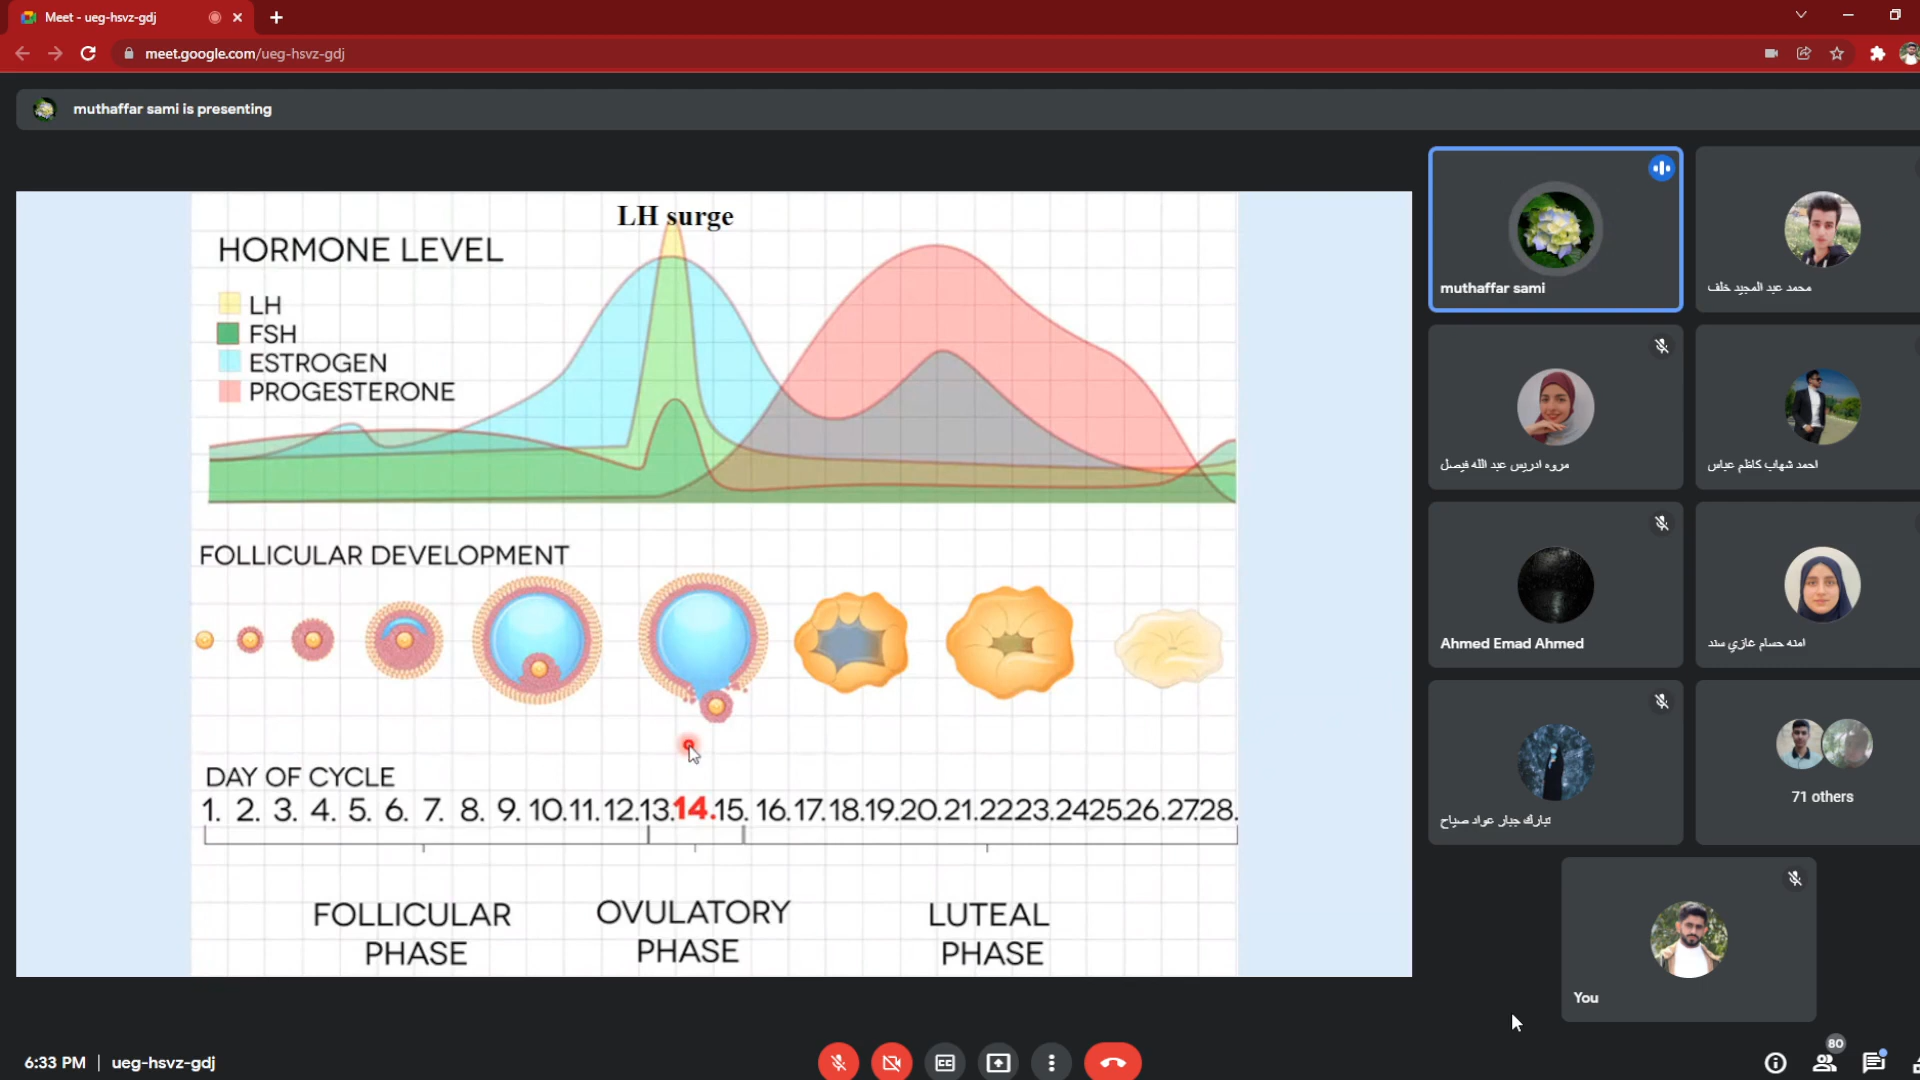 Meet - ueg-hsvz-gdj
meet.google.com/ueg-hsvz-gdj
muthaffar sami is presenting
LH surge
HORMONE LEVEL
LH
FSH
ESTROGEN
PROGESTERONE
FOLLICULAR DEVELOPMENT
DAY OF CYCLE
1. 2. 3. 4. 5. 6. 7. 8. 9. 10.11.12.13.14.15. 16.17.18.19.20.21.2223.2425.26.2728.
FOLLICULAR
PHASE
OVULATORY
PHASE
LUTEAL
PHASE
muthaffar sami
محمد عبد المجيد خلف
مروه ادريس عبد الله فيصل
احمد شهاب كاظم عباس
Ahmed Emad Ahmed
امنه حسام غازي سند
تبارك جبار عواد صياح
71 others
You
6:33 PM | ueg-hsvz-gdj
80